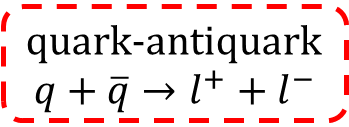 quark-antiquark
q + q̅ → l⁺ + l⁻